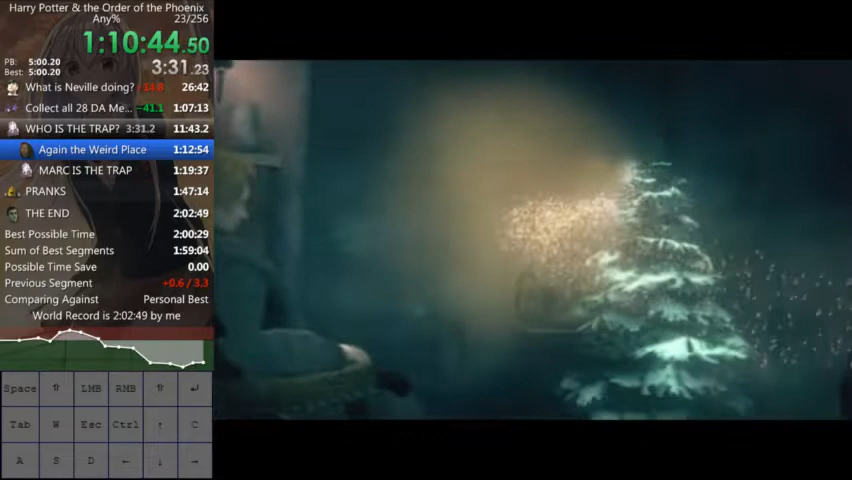 Harry Potter & the Order of the Phoenix
Any% 23/256
1:10:44.50
PB: 5:00.20
Best: 5:00.20
3:31.23
What is Neville doing? 26:42
Collect all 28 DA Me... −41.1 1:07:13
WHO IS THE TRAP? 3:31.2 11:43.2
Again the Weird Place 1:12:54
MARC IS THE TRAP 1:19:37
PRANKS 1:47:14
THE END 2:02:49
Best Possible Time 2:00:29
Sum of Best Segments 1:59:04
Possible Time Save 0.00
Previous Segment +0.6 / 3.3
Comparing Against Personal Best
World Record is 2:02:49 by me
Space ⇧ LMB RMB ⇧ ↵
Tab W Esc Ctrl ↑ C
A S D ← ↓ →